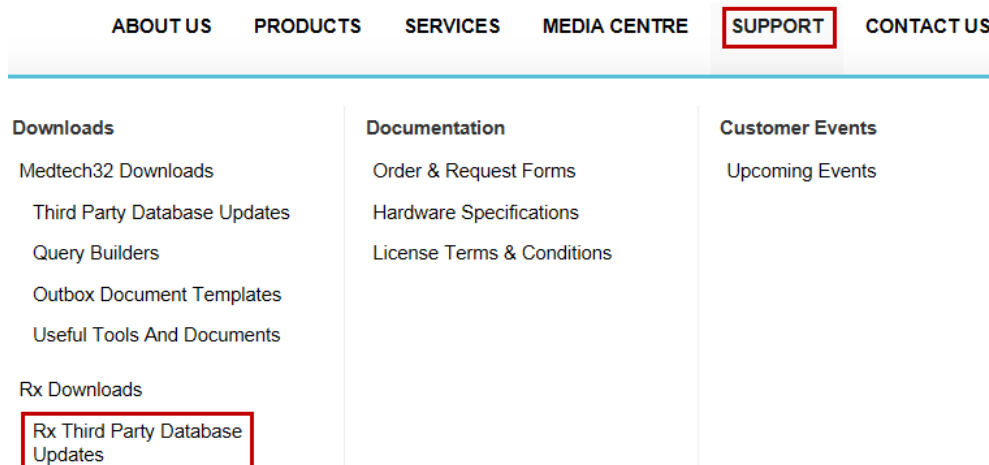 ABOUT US PRODUCTS SERVICES MEDIA CENTRE SUPPORT CONTACT US
Downloads
Medtech32 Downloads
Third Party Database Updates
Query Builders
Outbox Document Templates
Useful Tools And Documents
Rx Downloads
Rx Third Party Database
Updates
Documentation
Order & Request Forms
Hardware Specifications
License Terms & Conditions
Customer Events
Upcoming Events